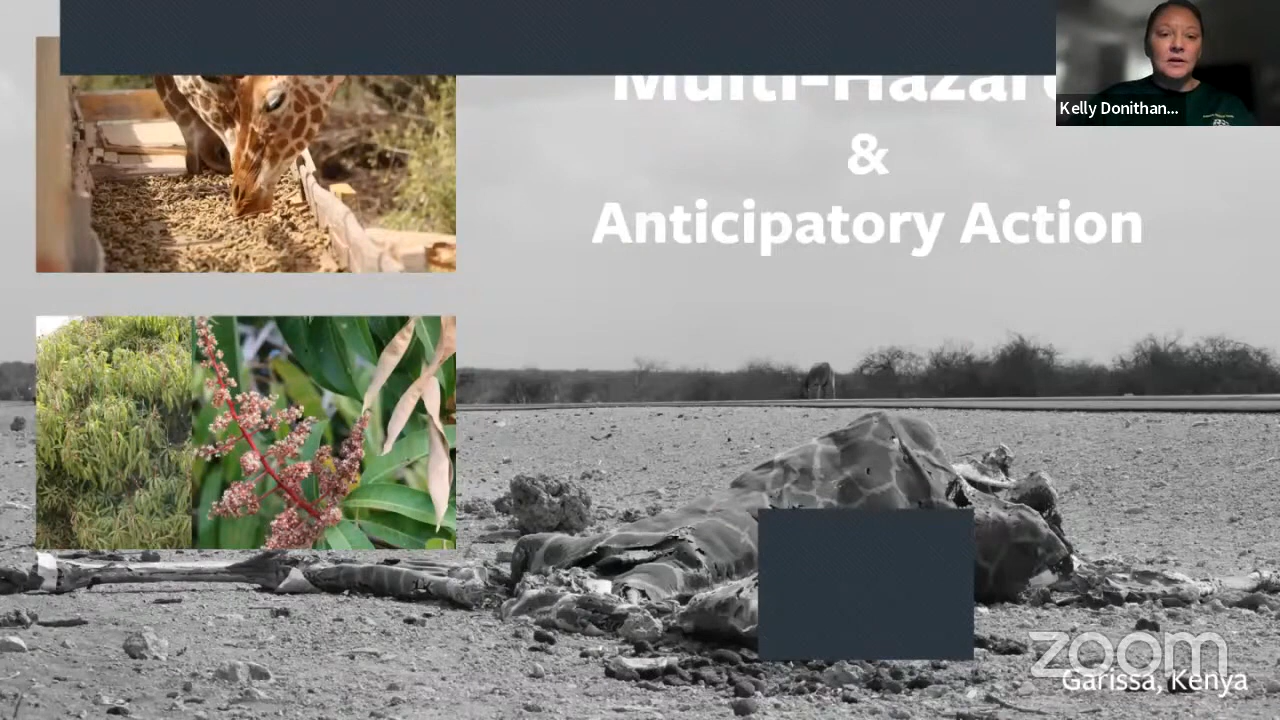 Multi-Hazard
&
Anticipatory Action
Kelly Donithan...
zoom
Garissa, Kenya